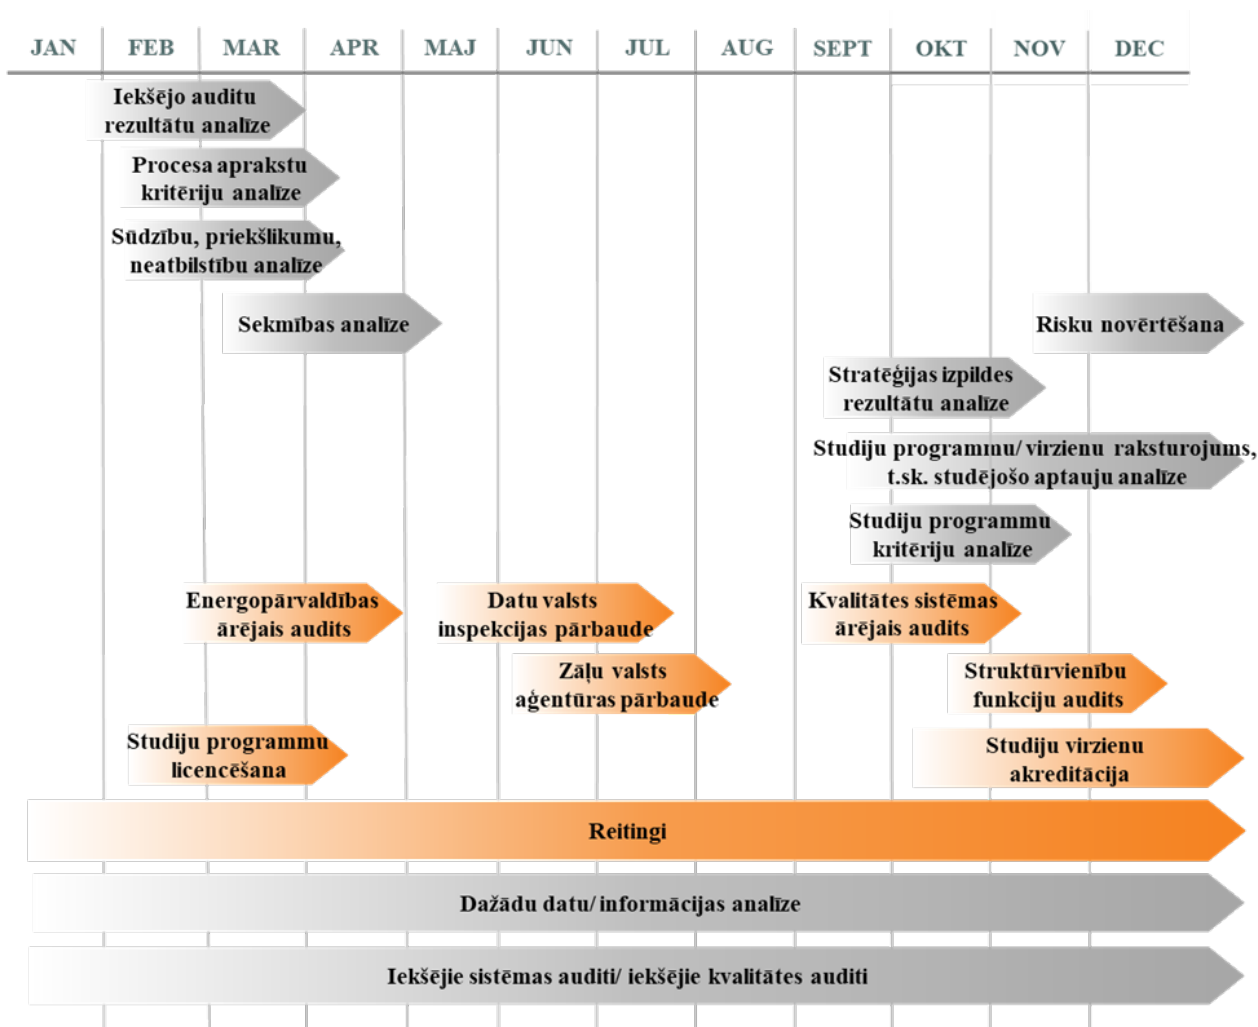 JAN FEB MAR APR MAJ JUN JUL AUG SEPT OKT NOV DEC
Iekšējo auditu
rezultātu analīze
Procesa aprakstu
kritēriju analīze
Sūdzību, priekšlikumu,
neatbilstību analīze
Sekmības analīze
Risku novērtēšana
Stratēģijas izpildes
rezultātu analīze
Studiju programmu/ virzienu raksturojums,
t.sk. studējošo aptauju analīze
Studiju programmu
kritēriju analīze
Energopārvaldības
ārējais audits
Datu valsts
inspekcijas pārbaude
Kvalitātes sistēmas
ārējais audits
Zāļu valsts
aģentūras pārbaude
Struktūrvienību
funkciju audits
Studiju programmu
licencēšana
Studiju virzienu
akreditācija
Reitingi
Dažādu datu/ informācijas analīze
Iekšējie sistēmas auditi/ iekšējie kvalitātes auditi